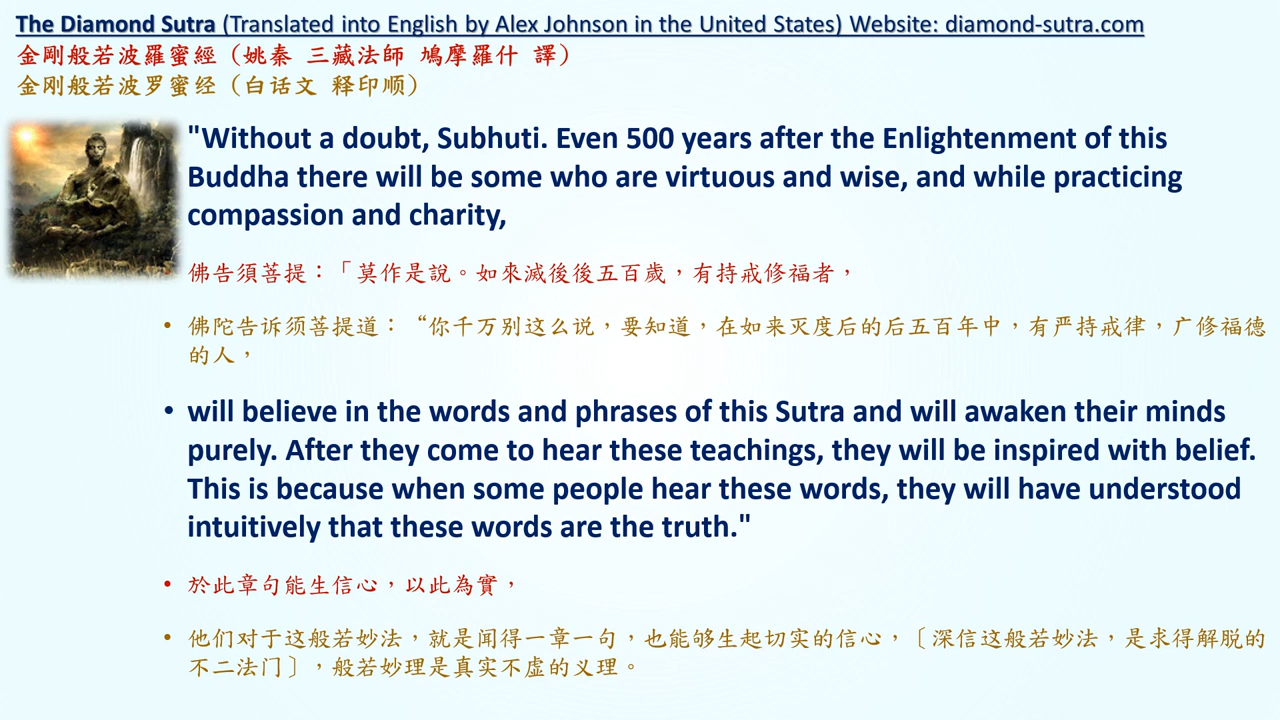 The Diamond Sutra (Translated into English by Alex Johnson in the United States) Website: diamond-sutra.com
金剛般若波羅蜜經（姚秦 三藏法師 鳩摩羅什 譯）
金刚般若波罗蜜经（白话文 释印顺）
"Without a doubt, Subhuti. Even 500 years after the Enlightenment of this
Buddha there will be some who are virtuous and wise, and while practicing
compassion and charity,
佛告須菩提：「莫作是說。如來滅後後五百歲，有持戒修福者，
• 佛陀告诉须菩提道：“你千万别这么说，要知道，在如来灭度后的后五百年中，有严持戒律，广修福德
的人，
• will believe in the words and phrases of this Sutra and will awaken their minds
purely. After they come to hear these teachings, they will be inspired with belief.
This is because when some people hear these words, they will have understood
intuitively that these words are the truth."
• 於此章句能生信心，以此為實，
• 他们对于这般若妙法，就是闻得一章一句，也能够生起切实的信心，〔深信这般若妙法，是求得解脱的
不二法门〕，般若妙理是真实不虚的义理。